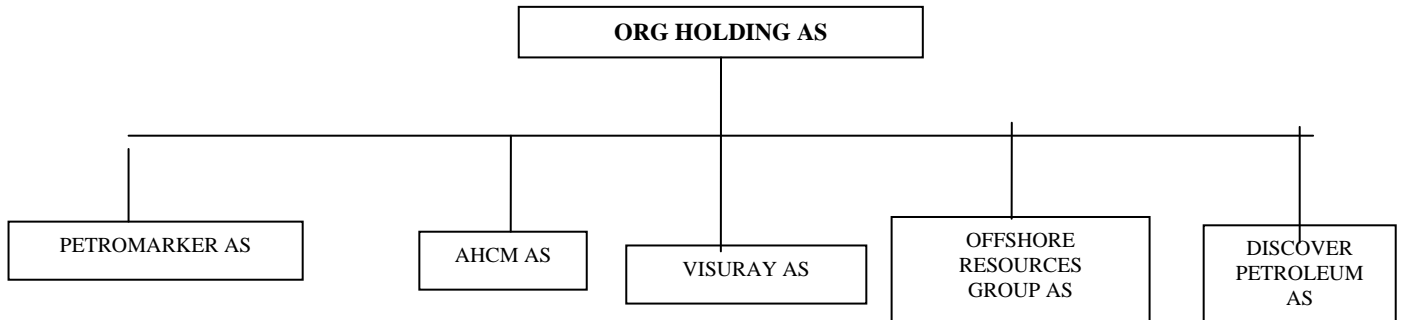 ORG HOLDING AS
PETROMARKER AS
AHCM AS
VISURAY AS
OFFSHORE
RESOURCES
GROUP AS
DISCOVER
PETROLEUM
AS